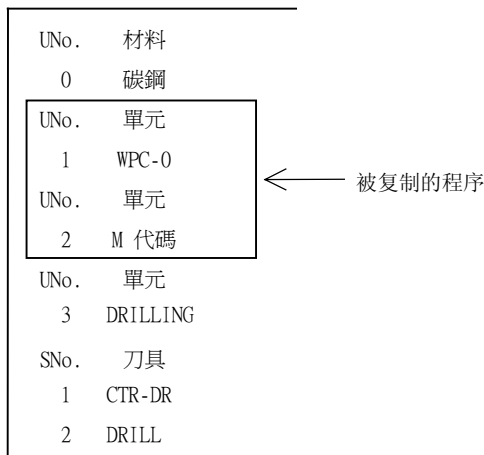 UNo. 材料
0 碳鋼
UNo. 單元
1 WPC-0
UNo. 單元
2 M 代碼
被复制的程序
UNo. 單元
3 DRILLING
SNo. 刀具
1 CTR-DR
2 DRILL